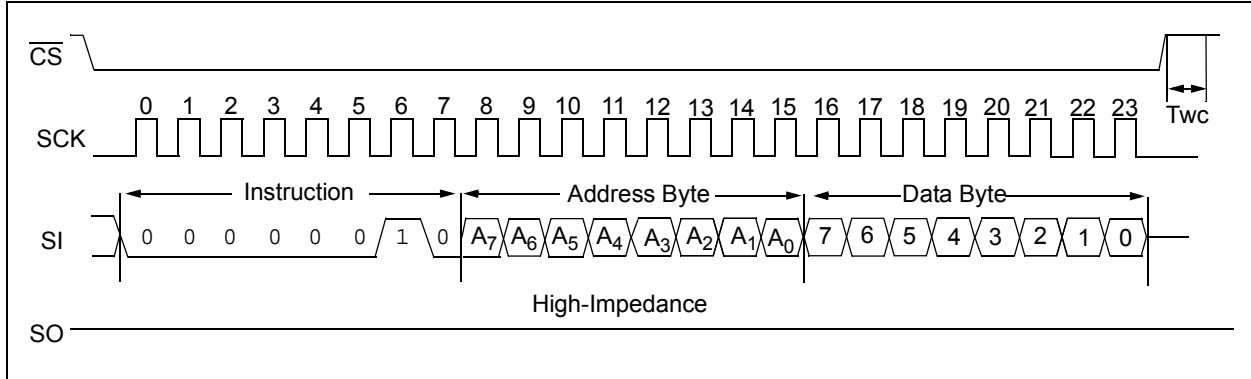 CS
0 1 2 3 4 5 6 7 8 9 10 11 12 13 14 15 16 17 18 19 20 21 22 23
Twc
SCK
Instruction Address Byte Data Byte
SI 0 0 0 0 0 0 1 0 A7 A6 A5 A4 A3 A2 A1 A0 7 6 5 4 3 2 1 0
High-Impedance
SO